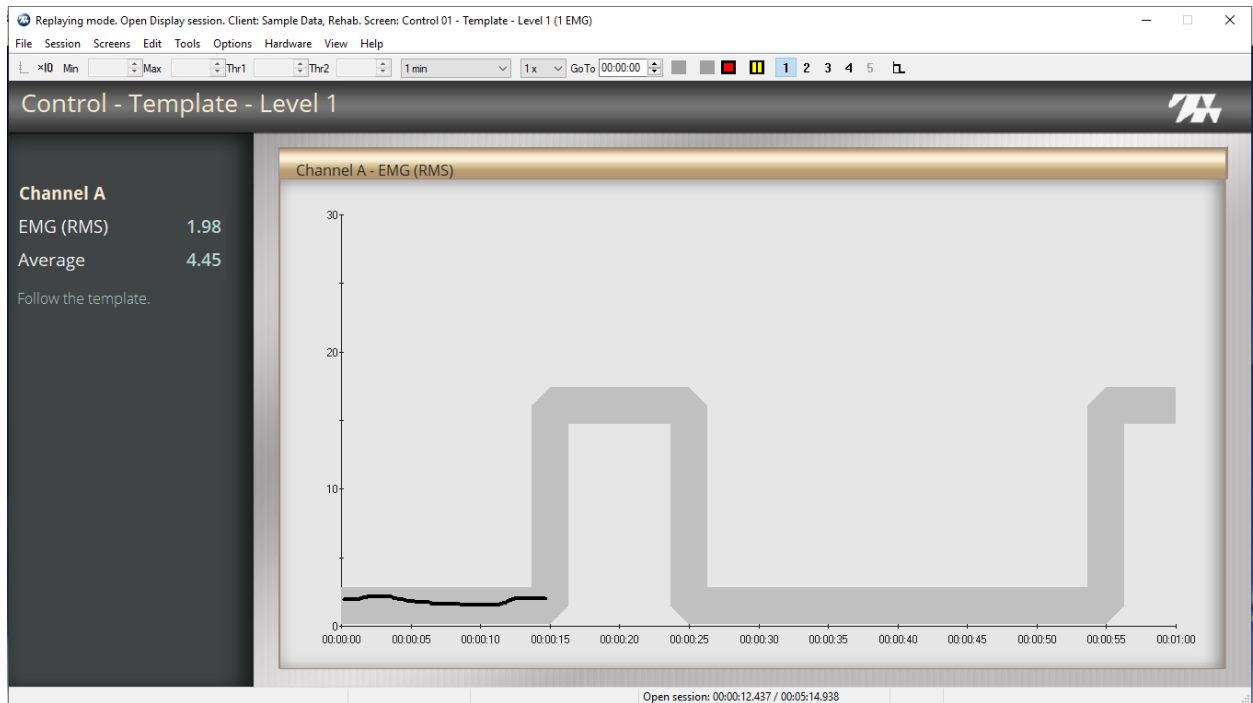 Replaying mode. Open Display session. Client: Sample Data, Rehab. Screen: Control 01 - Template - Level 1 (1 EMG)
File Session Screens Edit Tools Options Hardware View Help
×10 Min Max Thr1 Thr2 1 min 1 x GoTo 00:00:00 1 2 3 4 5
Control - Template - Level 1
Channel A
EMG (RMS) 1.98
Average 4.45
Follow the template.
Channel A - EMG (RMS)
30
20
10
0
00:00:00 00:00:05 00:00:10 00:00:15 00:00:20 00:00:25 00:00:30 00:00:35 00:00:40 00:00:45 00:00:50 00:00:55 00:01:00
Open session: 00:00:12.437 / 00:05:14.938